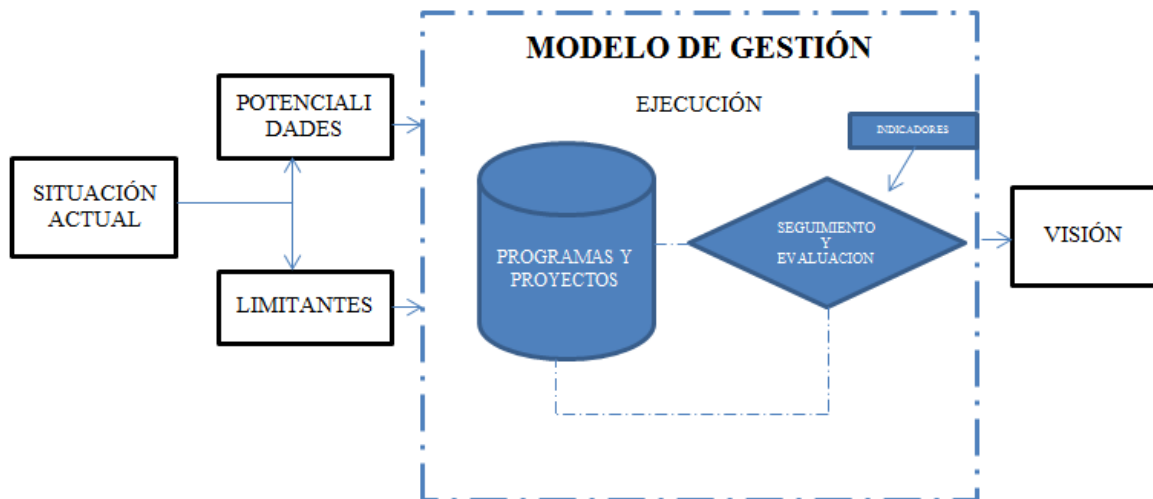 SITUACIÓN
ACTUAL
POTENCIALI
DADES
LIMITANTES
MODELO DE GESTIÓN
EJECUCIÓN
INDICADORES
PROGRAMAS Y
PROYECTOS
SEGUIMIENTO
Y
EVALUACION
VISIÓN